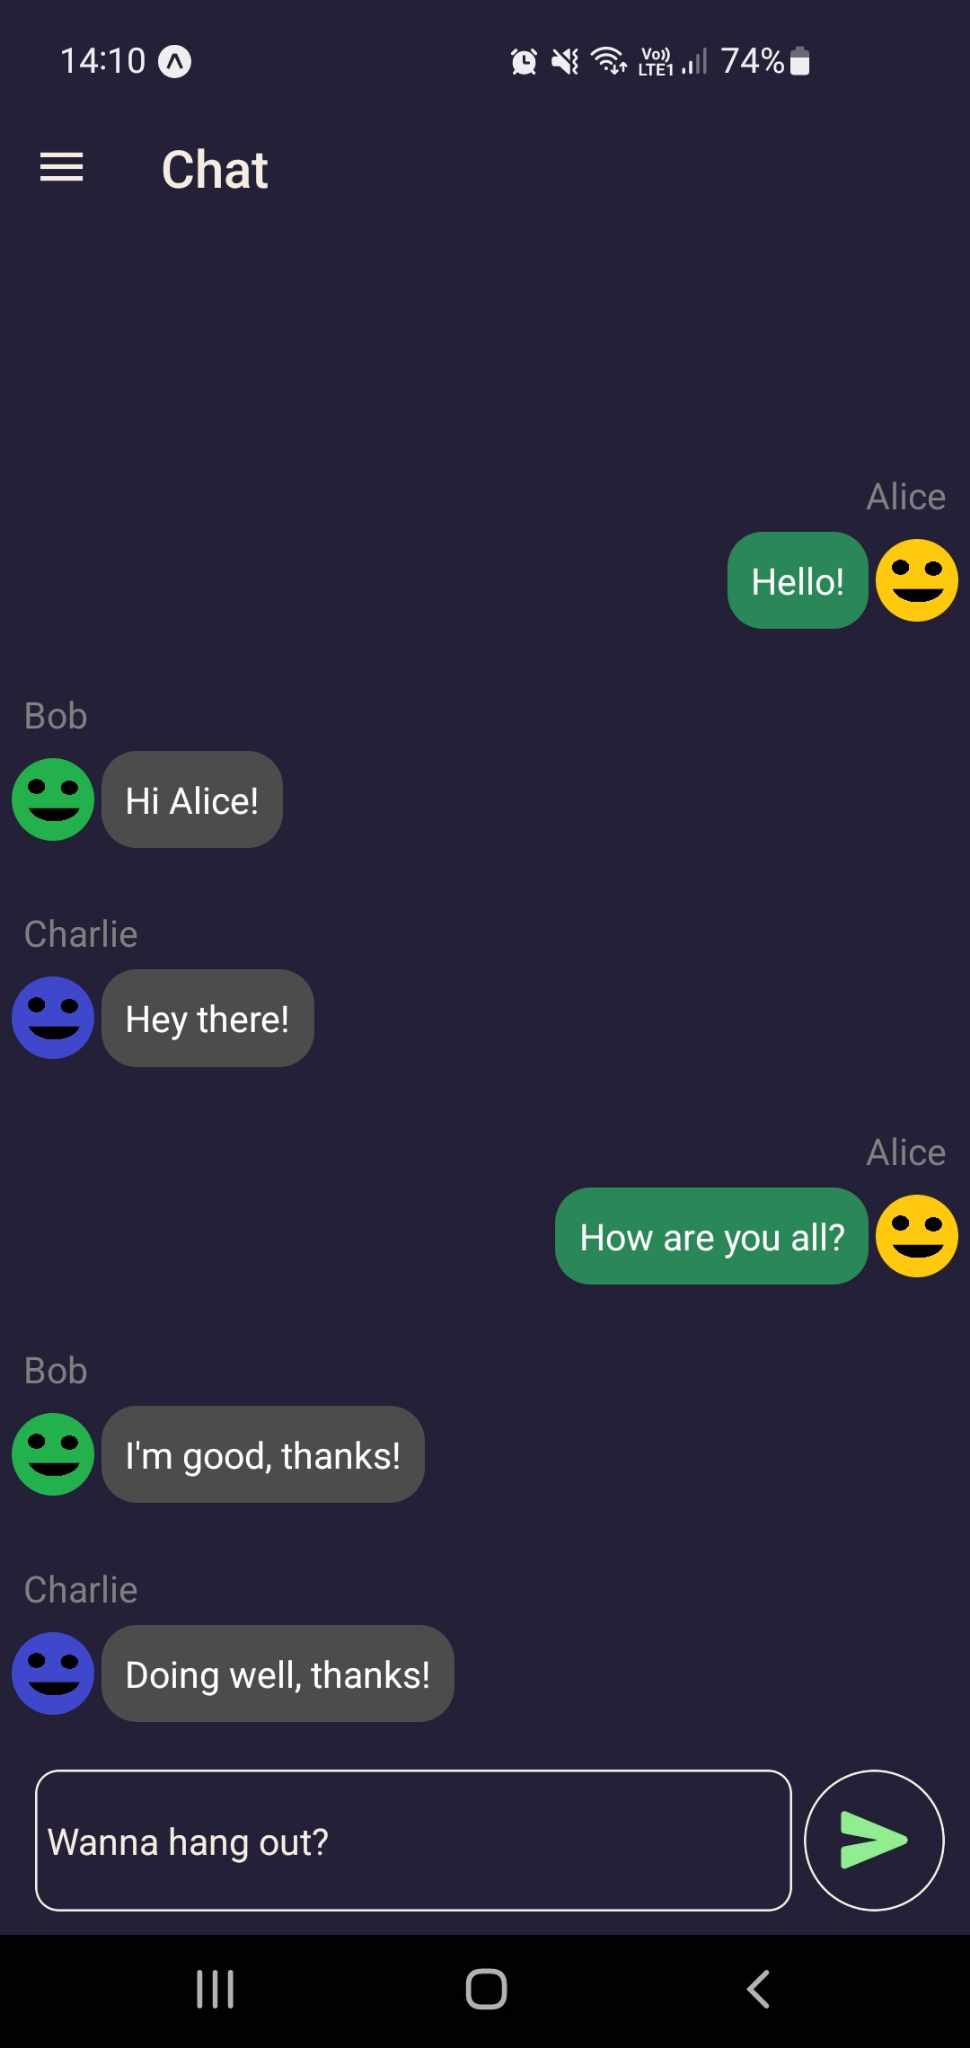 14:10 Vo)) LTE1 74%
Chat
Alice
Hello!
Bob
Hi Alice!
Charlie
Hey there!
Alice
How are you all?
Bob
I'm good, thanks!
Charlie
Doing well, thanks!
Wanna hang out?